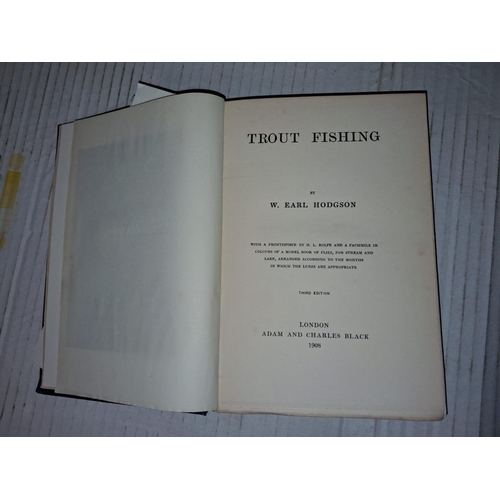 TROUT FISHING
BY
W. EARL HODGSON
WITH A FRONTISPIECE BY H. L. ROLFE AND A FACSIMILE IN
COLOURS OF A MODEL BOOK OF FLIES, FOR STREAM AND
LAKE, ARRANGED ACCORDING TO THE MONTHS
IN WHICH THE LURES ARE APPROPRIATE
THIRD EDITION
LONDON
ADAM AND CHARLES BLACK
1908